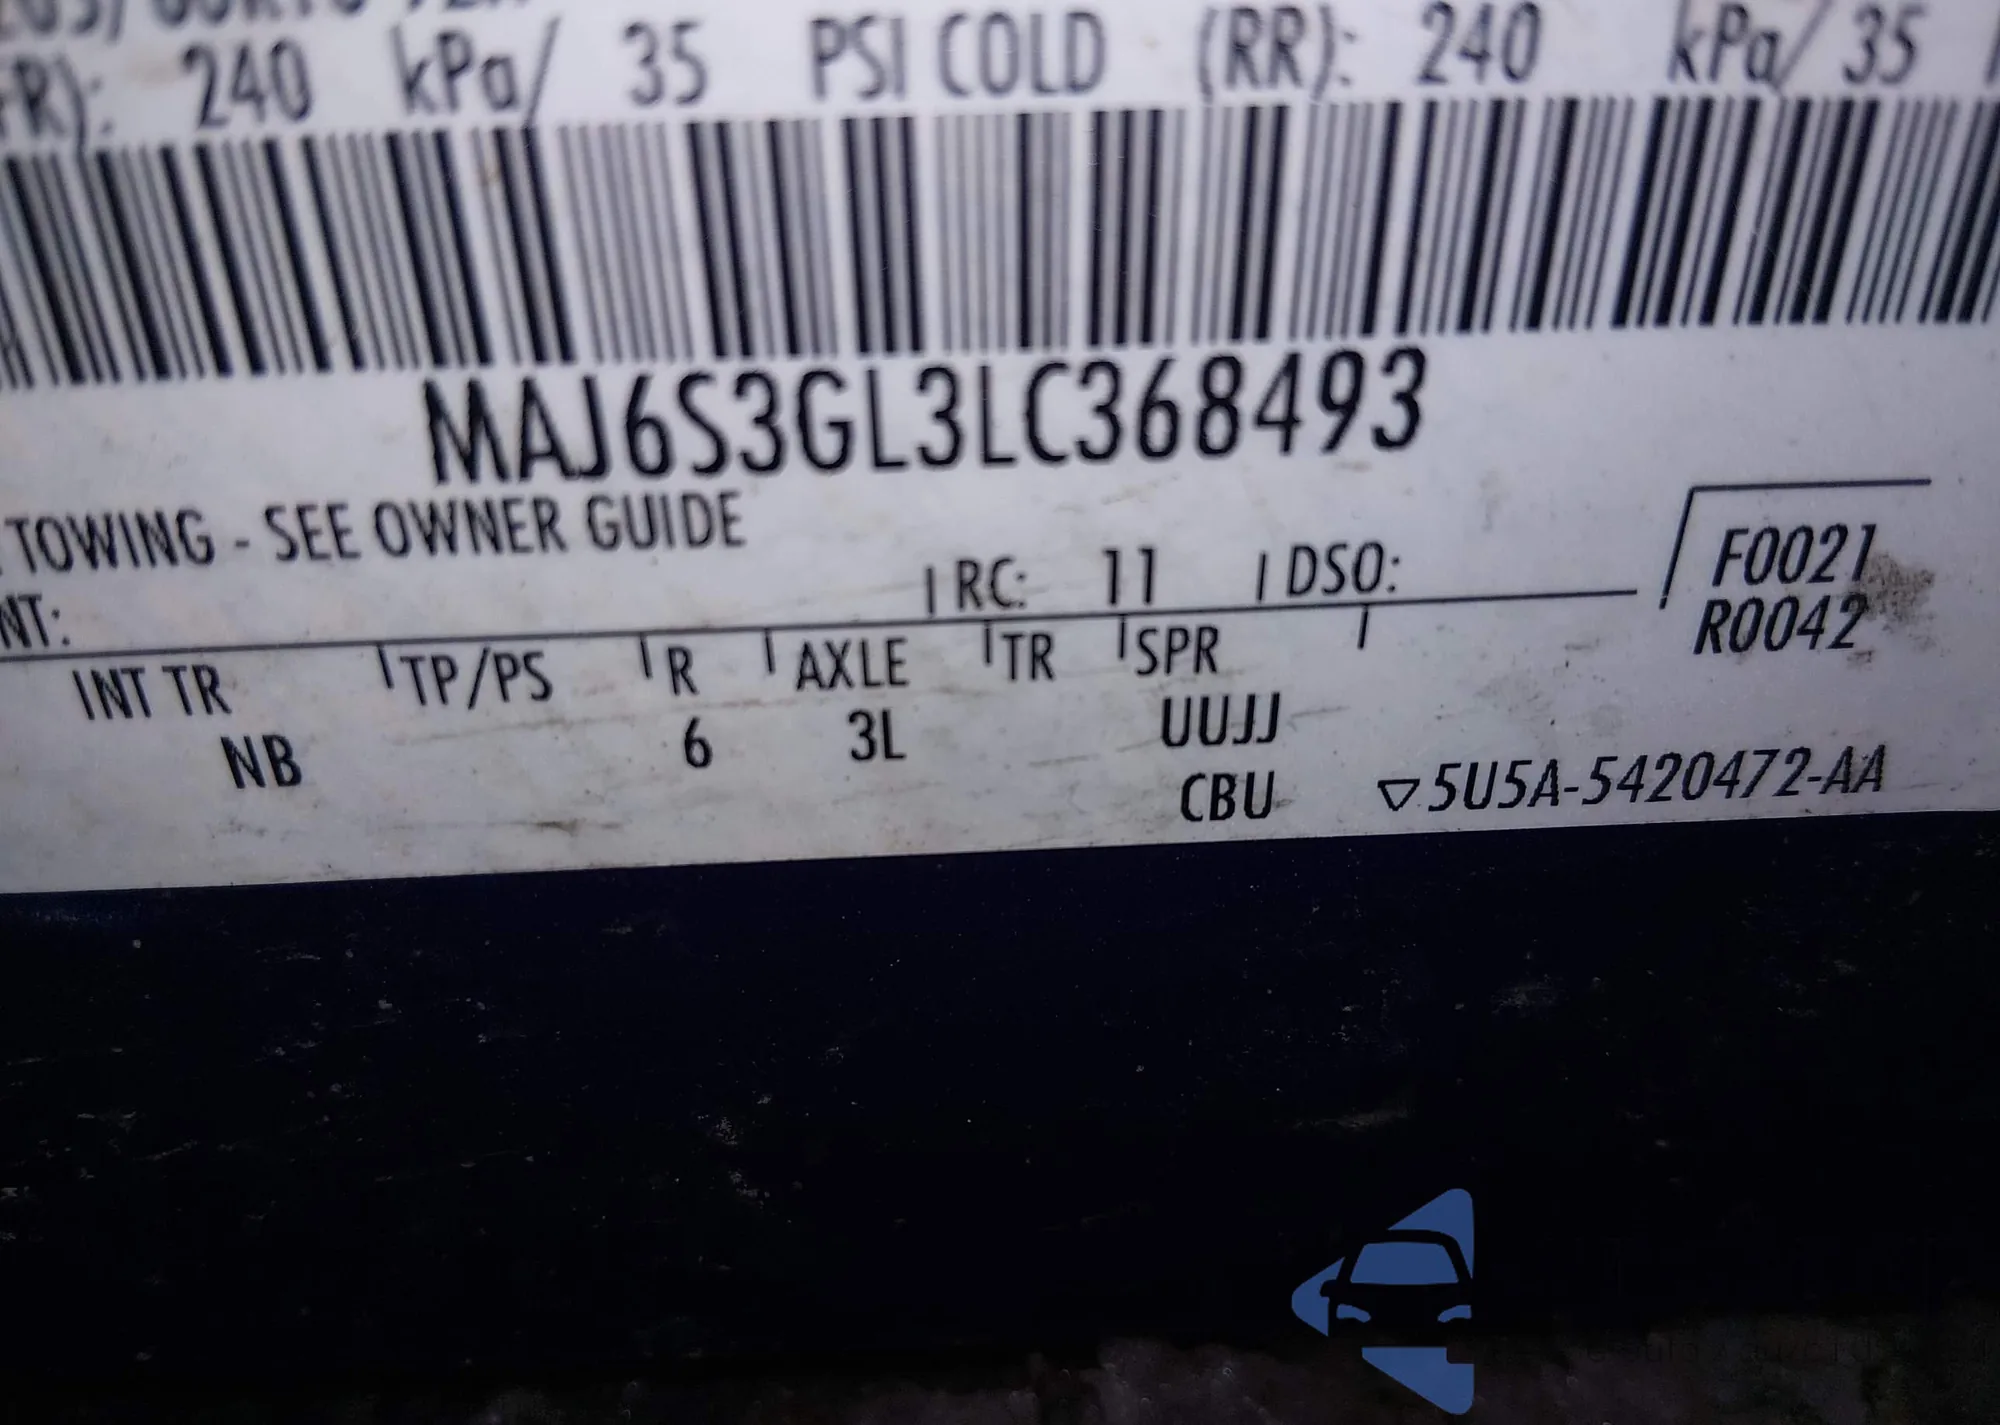 240 kPa/ 35 PSI COLD (RR): 240 kPa/ 35
MAJ6S3GL3LC368493
TOWING - SEE OWNER GUIDE
RC: 11 DSO:
F0021
R0042
INT TR TP/PS R AXLE TR SPR
NB 6 3L UUJJ
CBU ▽5U5A-5420472-AA